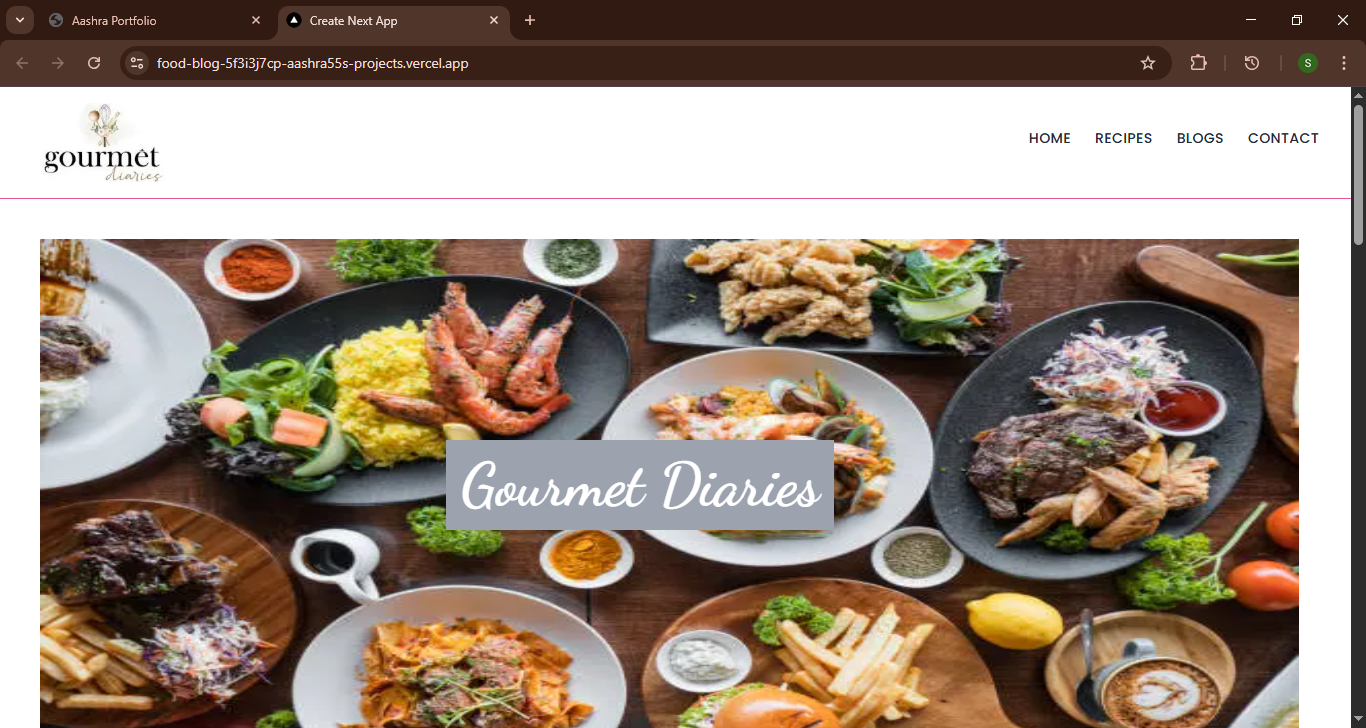 Aashra Portfolio
Create Next App
food-blog-5f3i3j7cp-aashra55s-projects.vercel.app
S
gourmêt
diaries
HOME RECIPES BLOGS CONTACT
Gourmet Diaries